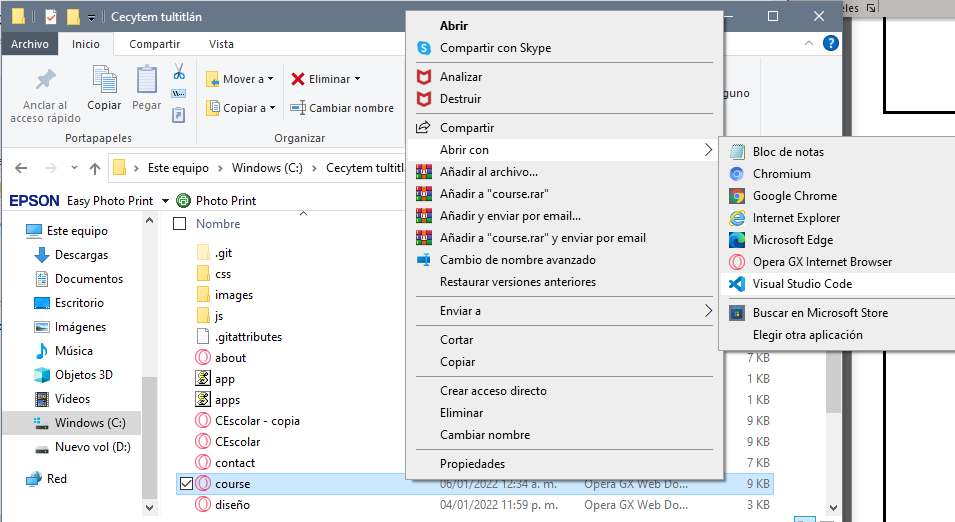 Cecytem tultitlán
Archivo
Inicio
Compartir
Vista
Anclar al
acceso rápido
Copiar
Pegar
Mover a
Copiar a
Eliminar
Cambiar nombre
Portapapeles
Organizar
Este equipo
Windows (C:)
EPSON
Easy Photo Print
Photo Print
Este equipo
Descargas
Documentos
Escritorio
Imágenes
Música
Objetos 3D
Videos
Windows (C:)
Nuevo vol (D:)
Red
Nombre
.git
css
images
js
.gitattributes
about
7 KB
app
1 KB
apps
1 KB
CEscolar - copia
9 KB
CEscolar
9 KB
contact
7 KB
course
06/01/2022 12:34 a. m.
Opera GX Web Do...
9 KB
diseño
04/01/2022 11:59 p. m.
Opera GX Web Do...
3 KB
Abrir
Compartir con Skype
Analizar
Destruir
Compartir
Abrir con
Añadir al archivo...
Añadir a "course.rar"
Añadir y enviar por email...
Añadir a "course.rar" y enviar por email
Cambio de nombre avanzado
Restaurar versiones anteriores
Enviar a
Cortar
Copiar
Crear acceso directo
Eliminar
Cambiar nombre
Propiedades
Bloc de notas
Chromium
Google Chrome
Internet Explorer
Microsoft Edge
Opera GX Internet Browser
Visual Studio Code
Buscar en Microsoft Store
Elegir otra aplicación